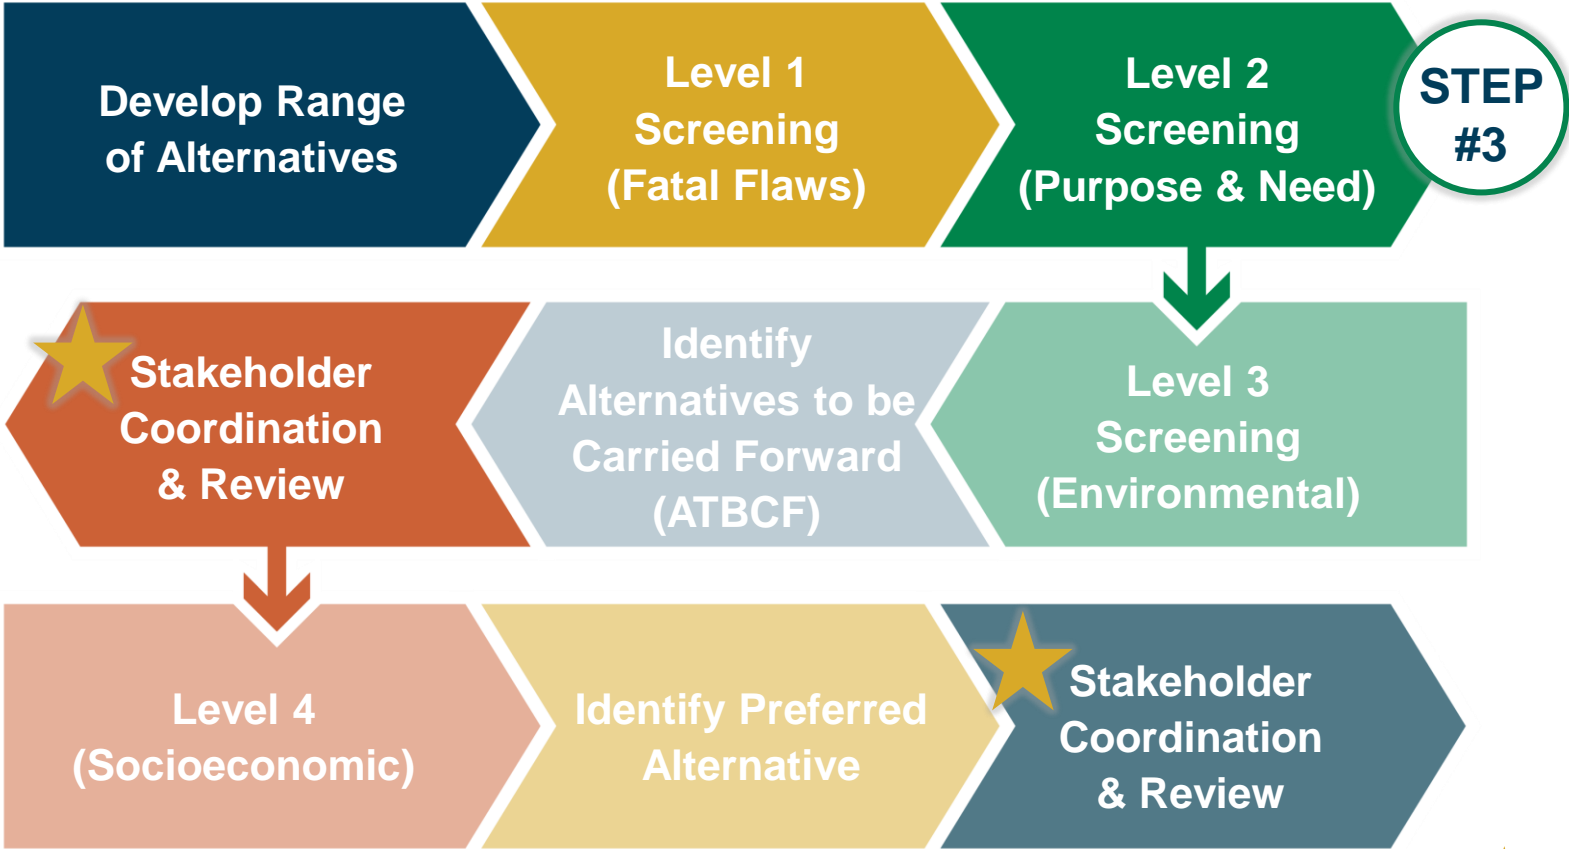 Develop Range
of Alternatives
Level 1
Screening
(Fatal Flaws)
Level 2
Screening
(Purpose & Need)
STEP
#3
Level 3
Screening
(Environmental)
Identify
Alternatives to be
Carried Forward
(ATBCF)
Stakeholder
Coordination
& Review
Level 4
(Socioeconomic)
Identify Preferred
Alternative
Stakeholder
Coordination
& Review